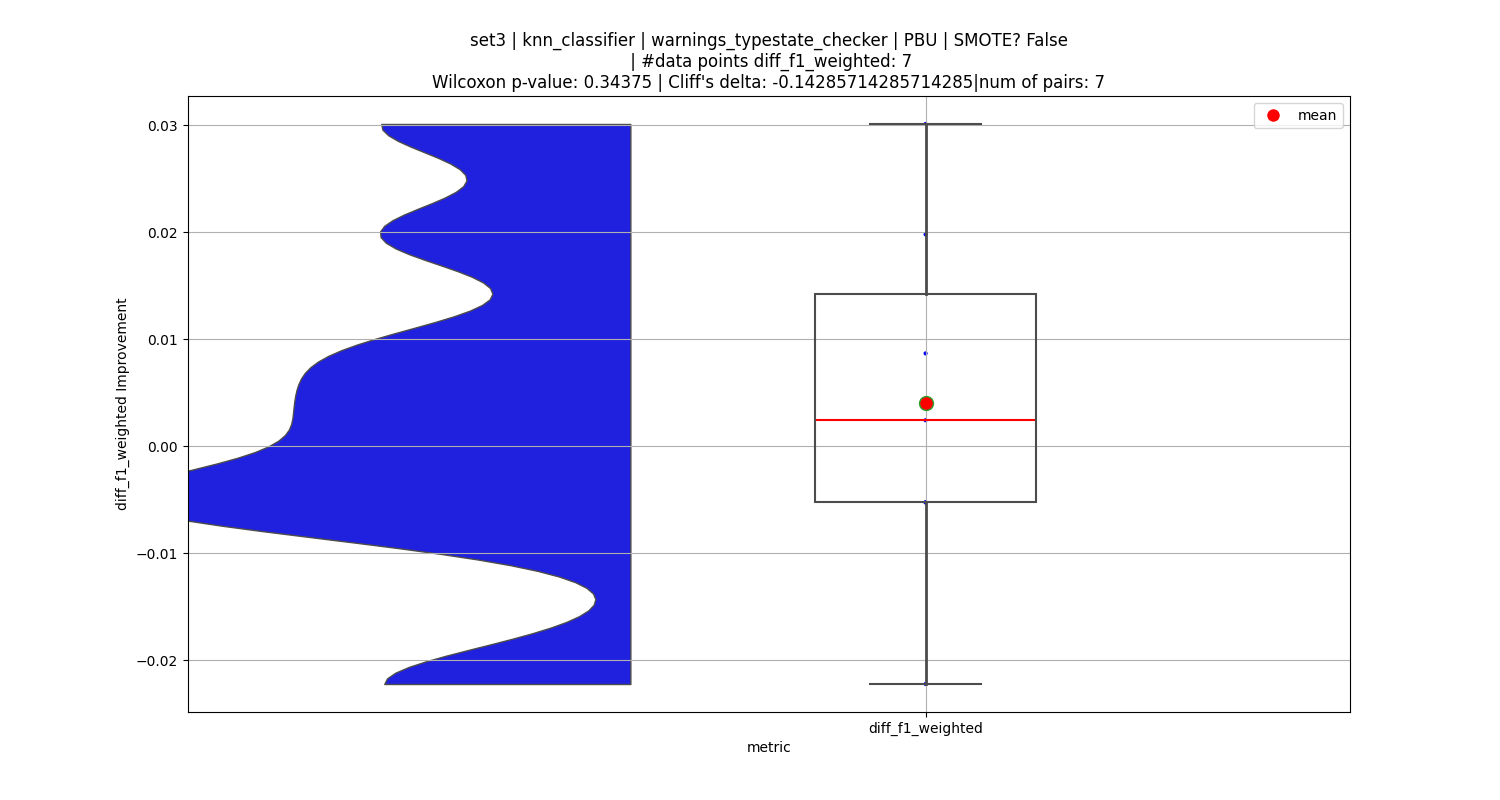 set3 | knn_classifier | warnings_typestate_checker | PBU | SMOTE? False
| #data points diff_f1_weighted: 7
Wilcoxon p-value: 0.34375 | Cliff's delta: -0.14285714285714285|num of pairs: 7
mean
0.03
0.02
0.01
0.00
−0.01
−0.02
diff_f1_weighted Improvement
diff_f1_weighted
metric